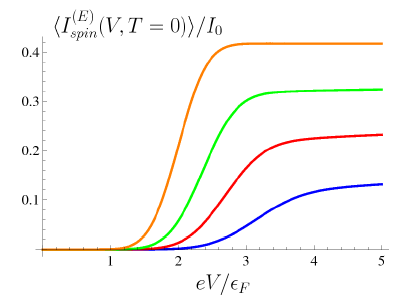 ⟨I_{spin}^{(E)}(V, T = 0)⟩/I_0
0.4
0.3
0.2
0.1
1 2 3 4 5
eV/ϵ_F